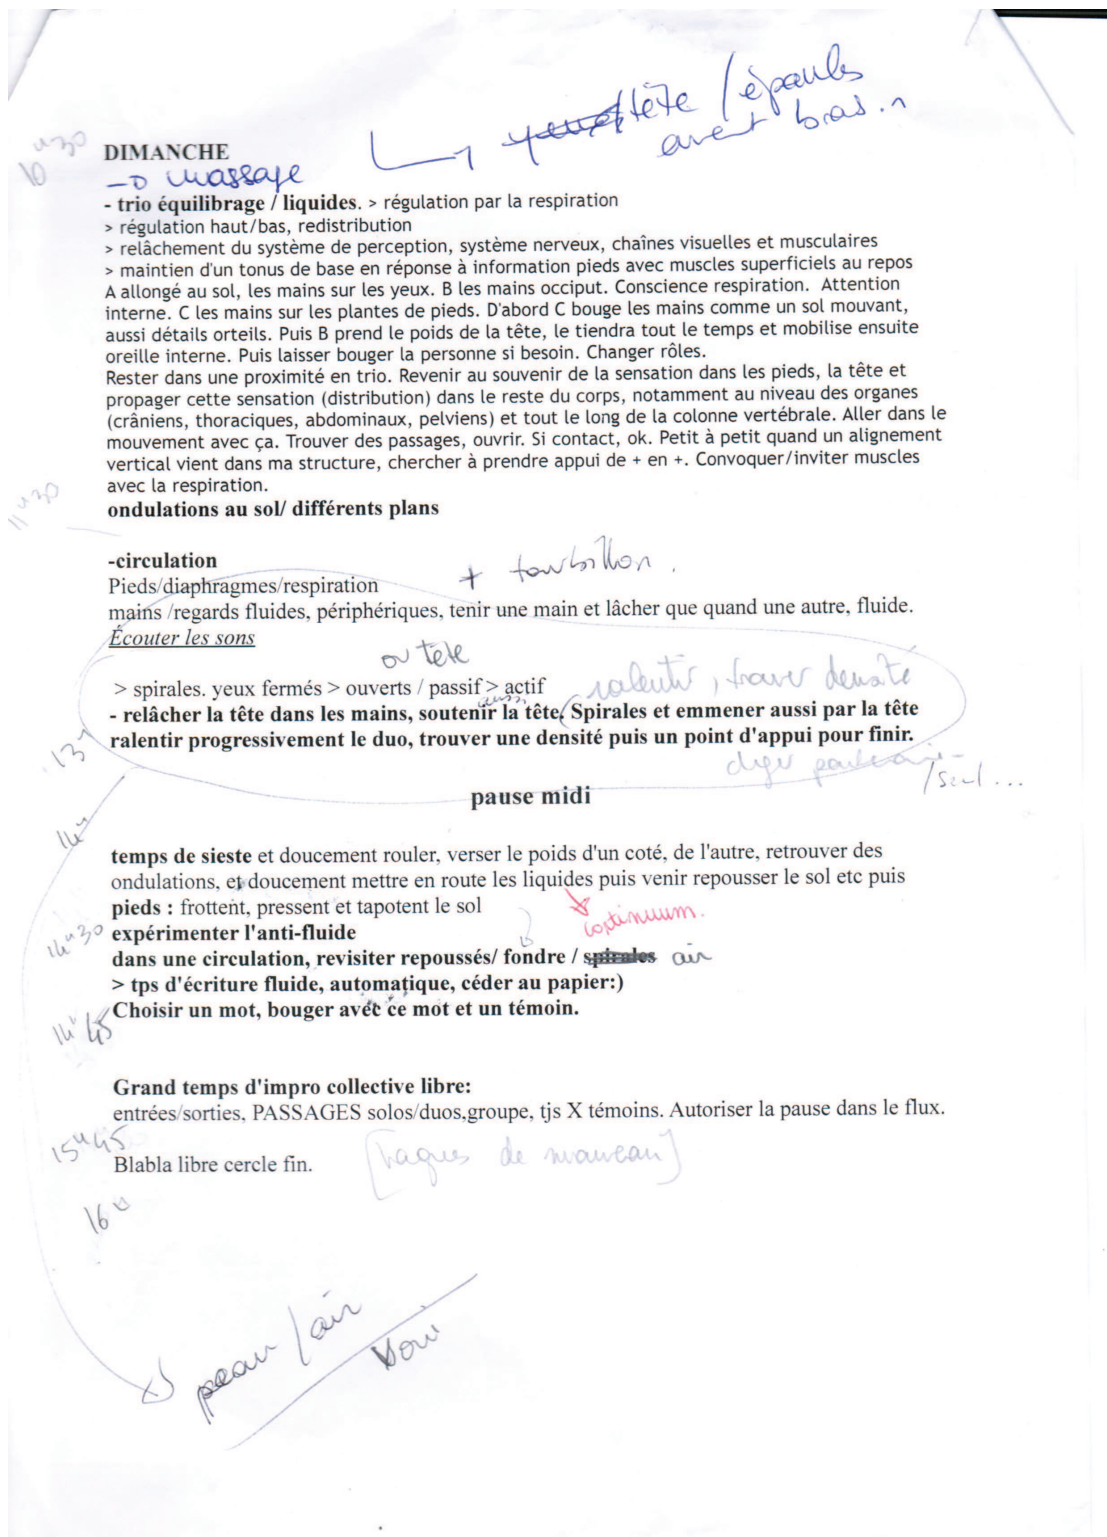 tête / épaules
avant bras.
10h30
DIMANCHE
massage
- trio équilibrage / liquides. > régulation par la respiration
> régulation haut/bas, redistribution
> relâchement du système de perception, système nerveux, chaînes visuelles et musculaires
> maintien d'un tonus de base en réponse à information pieds avec muscles superficiels au repos
A allongé au sol, les mains sur les yeux. B les mains occiput. Conscience respiration. Attention
interne. C les mains sur les plantes de pieds. D'abord C bouge les mains comme un sol mouvant,
aussi détails orteils. Puis B prend le poids de la tête, le tiendra tout le temps et mobilise ensuite
oreille interne. Puis laisser bouger la personne si besoin. Changer rôles.
Rester dans une proximité en trio. Revenir au souvenir de la sensation dans les pieds, la tête et
propager cette sensation (distribution) dans le reste du corps, notamment au niveau des organes
(crâniens, thoraciques, abdominaux, pelviens) et tout le long de la colonne vertébrale. Aller dans le
mouvement avec ça. Trouver des passages, ouvrir. Si contact, ok. Petit à petit quand un alignement
vertical vient dans ma structure, chercher à prendre appui de + en +. Convoquer/inviter muscles
avec la respiration.
11h30
ondulations au sol/ différents plans
-circulation
+ tourbillon.
Pieds/diaphragmes/respiration
mains /regards fluides, périphériques, tenir une main et lâcher que quand une autre, fluide.
Écouter les sons
ou tête
> spirales. yeux fermés > ouverts / passif > actif
ralentir, trouver densité
aussi
- relâcher la tête dans les mains, soutenir la tête. Spirales et emmener aussi par la tête
13h
ralentir progressivement le duo, trouver une densité puis un point d'appui pour finir.
/ seul ...
pause midi
14h
temps de sieste et doucement rouler, verser le poids d'un coté, de l'autre, retrouver des
ondulations, et doucement mettre en route les liquides puis venir repousser le sol etc puis
pieds : frottent, pressent et tapotent le sol
continuum.
14h30
expérimenter l'anti-fluide
dans une circulation, revisiter repoussés/ fondre / spirales air
> tps d'écriture fluide, automatique, céder au papier:)
14h45
Choisir un mot, bouger avec ce mot et un témoin.
Grand temps d'impro collective libre:
entrées/sorties, PASSAGES solos/duos,groupe, tjs X témoins. Autoriser la pause dans le flux.
15h45
Blabla libre cercle fin.
[vagues de morceau]
16h
peau / air